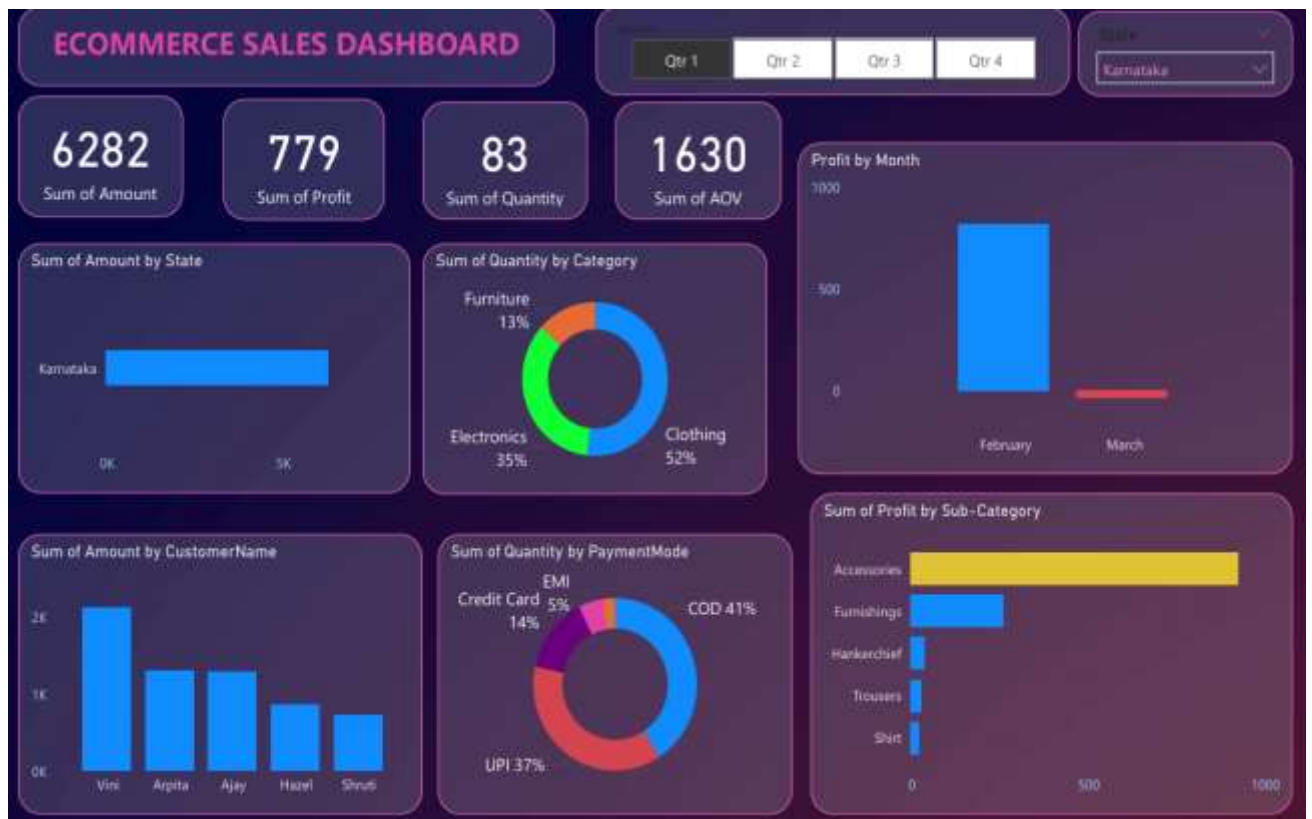 ECOMMERCE SALES DASHBOARD
Qtr 1
Qtr 2
Qtr 3
Qtr 4
State
Karnataka
6282
Sum of Amount
779
Sum of Profit
83
Sum of Quantity
1630
Sum of AOV
Profit by Month
1000
500
0
February
March
Sum of Amount by State
Karnataka
0K
5K
Sum of Quantity by Category
Furniture
13%
Electronics
35%
Clothing
52%
Sum of Amount by CustomerName
2K
1K
0K
Vini
Arpita
Ajay
Hazel
Shruti
Sum of Quantity by PaymentMode
EMI
5%
Credit Card
14%
COD 41%
UPI 37%
Sum of Profit by Sub-Category
Accessories
Furnishings
Hankerchief
Trousers
Shirt
0
500
1000